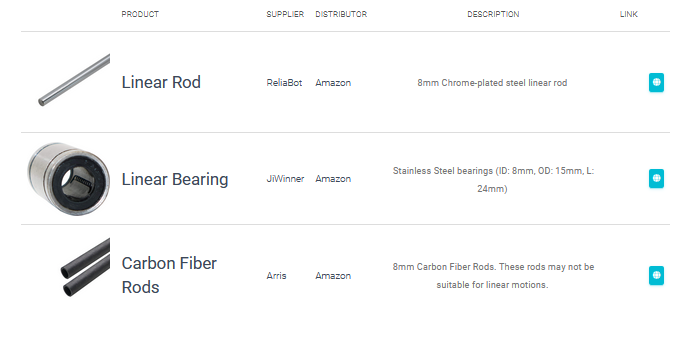 PRODUCT SUPPLIER DISTRIBUTOR DESCRIPTION LINK
Linear Rod ReliaBot Amazon 8mm Chrome-plated steel linear rod
Linear Bearing JiWinner Amazon Stainless Steel bearings (ID: 8mm, OD: 15mm, L:
24mm)
Carbon Fiber
Rods
Arris Amazon
8mm Carbon Fiber Rods. These rods may not be
suitable for linear motions.